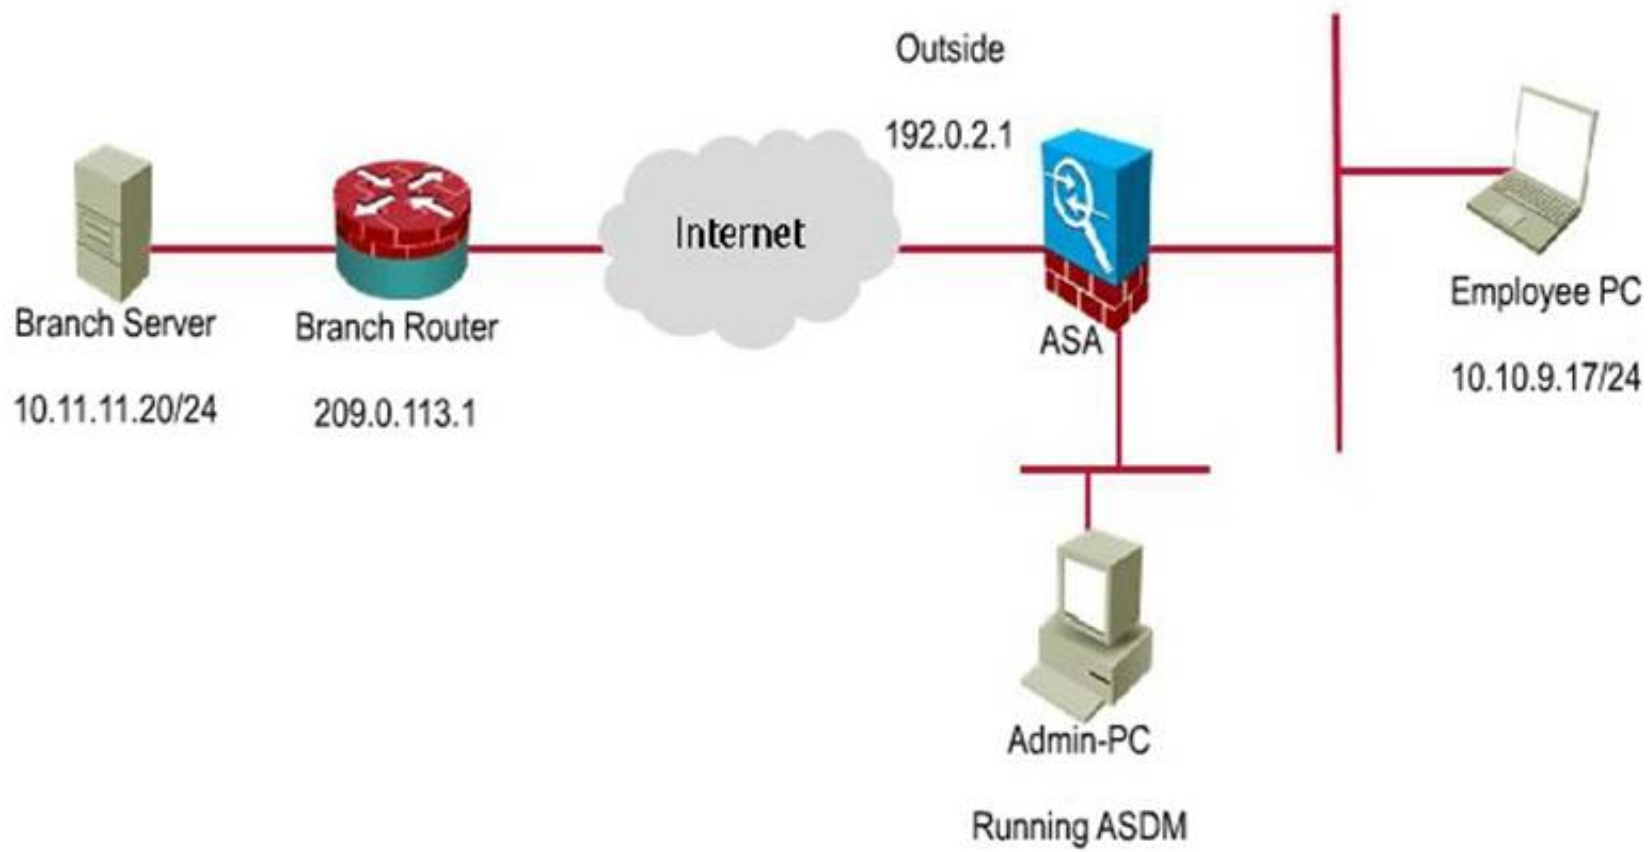 Outside
192.0.2.1
Internet
Branch Server
10.11.11.20/24
Branch Router
209.0.113.1
ASA
Employee PC
10.10.9.17/24
Admin-PC
Running ASDM